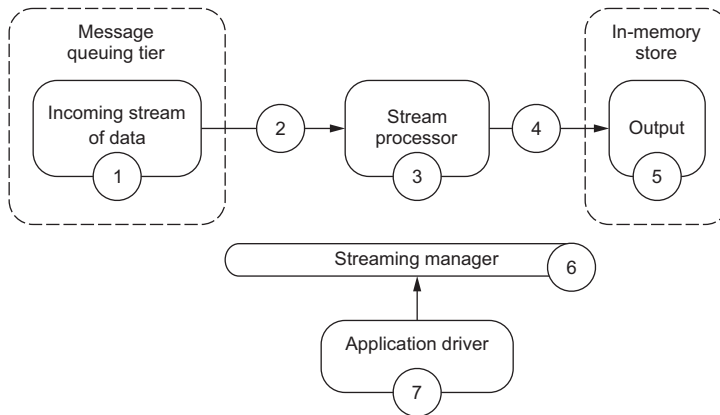 Message
queuing tier
In-memory
store
Incoming stream
of data
Stream
processor
Output
1
2
3
4
5
Streaming manager
6
Application driver
7